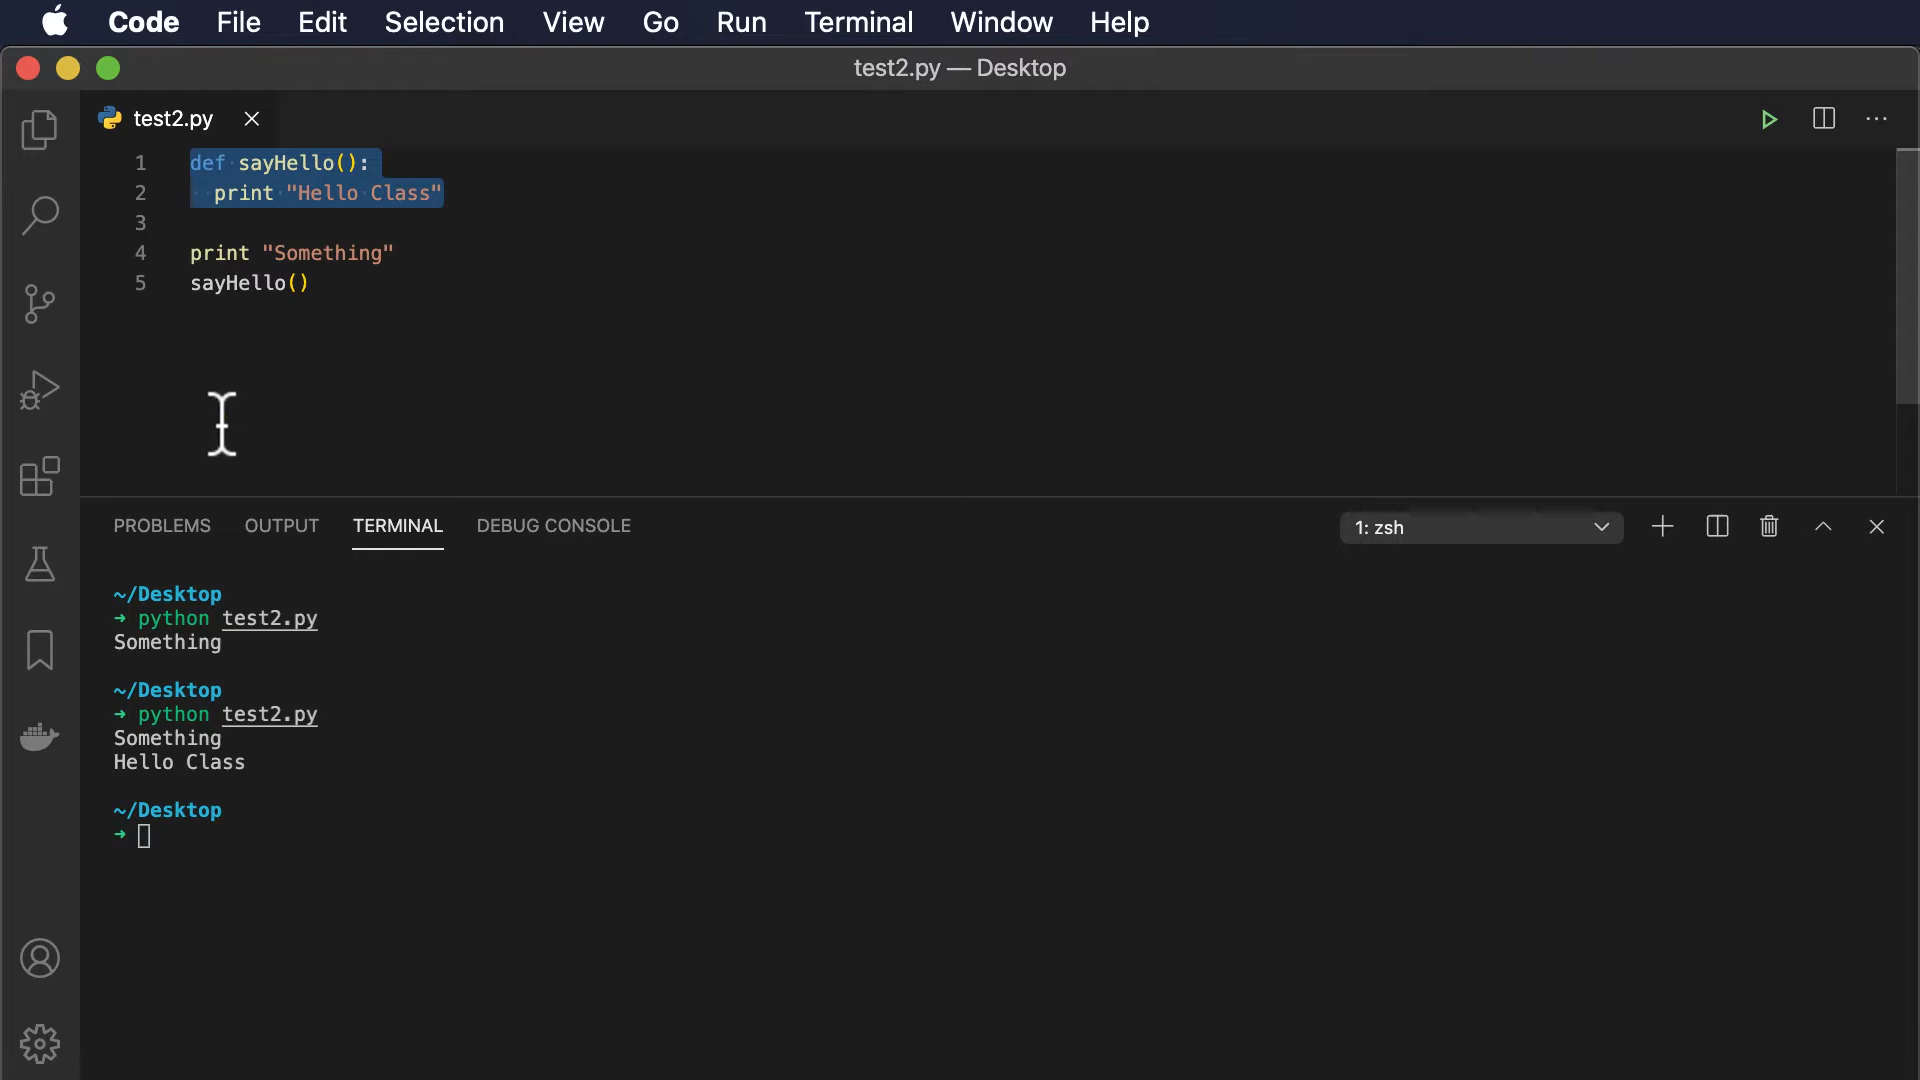 Code File Edit Selection View Go Run Terminal Window Help
test2.py — Desktop
test2.py
1 def sayHello():
2 print "Hello Class"
3
4 print "Something"
5 sayHello()
PROBLEMS OUTPUT TERMINAL DEBUG CONSOLE 1: zsh
~/Desktop
➜ python test2.py
Something
~/Desktop
➜ python test2.py
Something
Hello Class
~/Desktop
➜